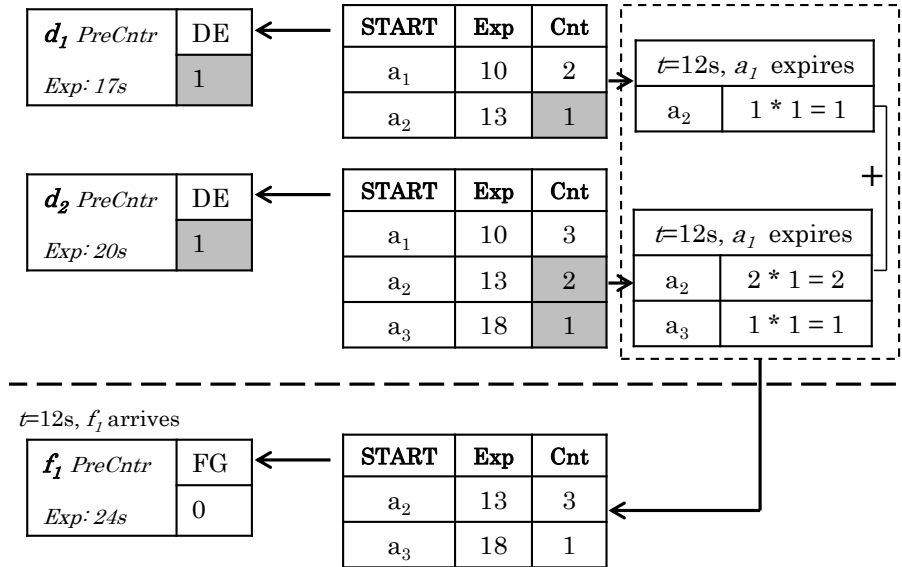 d1 PreCntr DE
Exp: 17s 1
START Exp Cnt
a1 10 2
a2 13 1
t=12s, a1 expires
a2 1 * 1 = 1
+
d2 PreCntr DE
Exp: 20s 1
START Exp Cnt
a1 10 3
a2 13 2
a3 18 1
t=12s, a1 expires
a2 2 * 1 = 2
a3 1 * 1 = 1
t=12s, f1 arrives
f1 PreCntr FG
Exp: 24s 0
START Exp Cnt
a2 13 3
a3 18 1